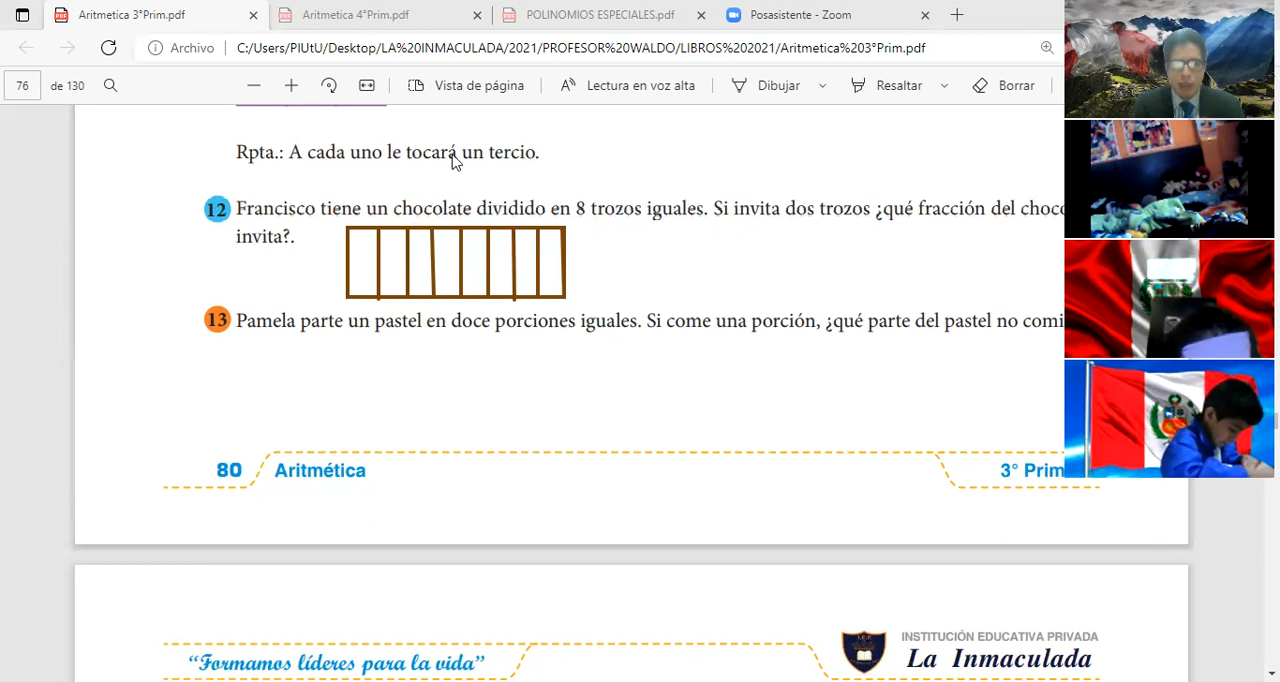 Aritmetica 3°Prim.pdf
Aritmetica 4°Prim.pdf
POLINOMIOS ESPECIALES.pdf
Posasistente - Zoom
Archivo
C:/Users/PIUtU/Desktop/LA%20INMACULADA/2021/PROFESOR%20WALDO/LIBROS%202021/Aritmetica%203°Prim.pdf
76 de 130
Vista de página
Lectura en voz alta
Dibujar
Resaltar
Borrar
Rpta.: A cada uno le tocara un tercio.
12 Francisco tiene un chocolate dividido en 8 trozos iguales. Si invita dos trozos ¿qué fracción del choco
invita?.
13 Pamela parte un pastel en doce porciones iguales. Si come una porción, ¿qué parte del pastel no comi
80 Aritmética
3° Prim
“Formamos líderes para la vida”
INSTITUCIÓN EDUCATIVA PRIVADA
La Inmaculada